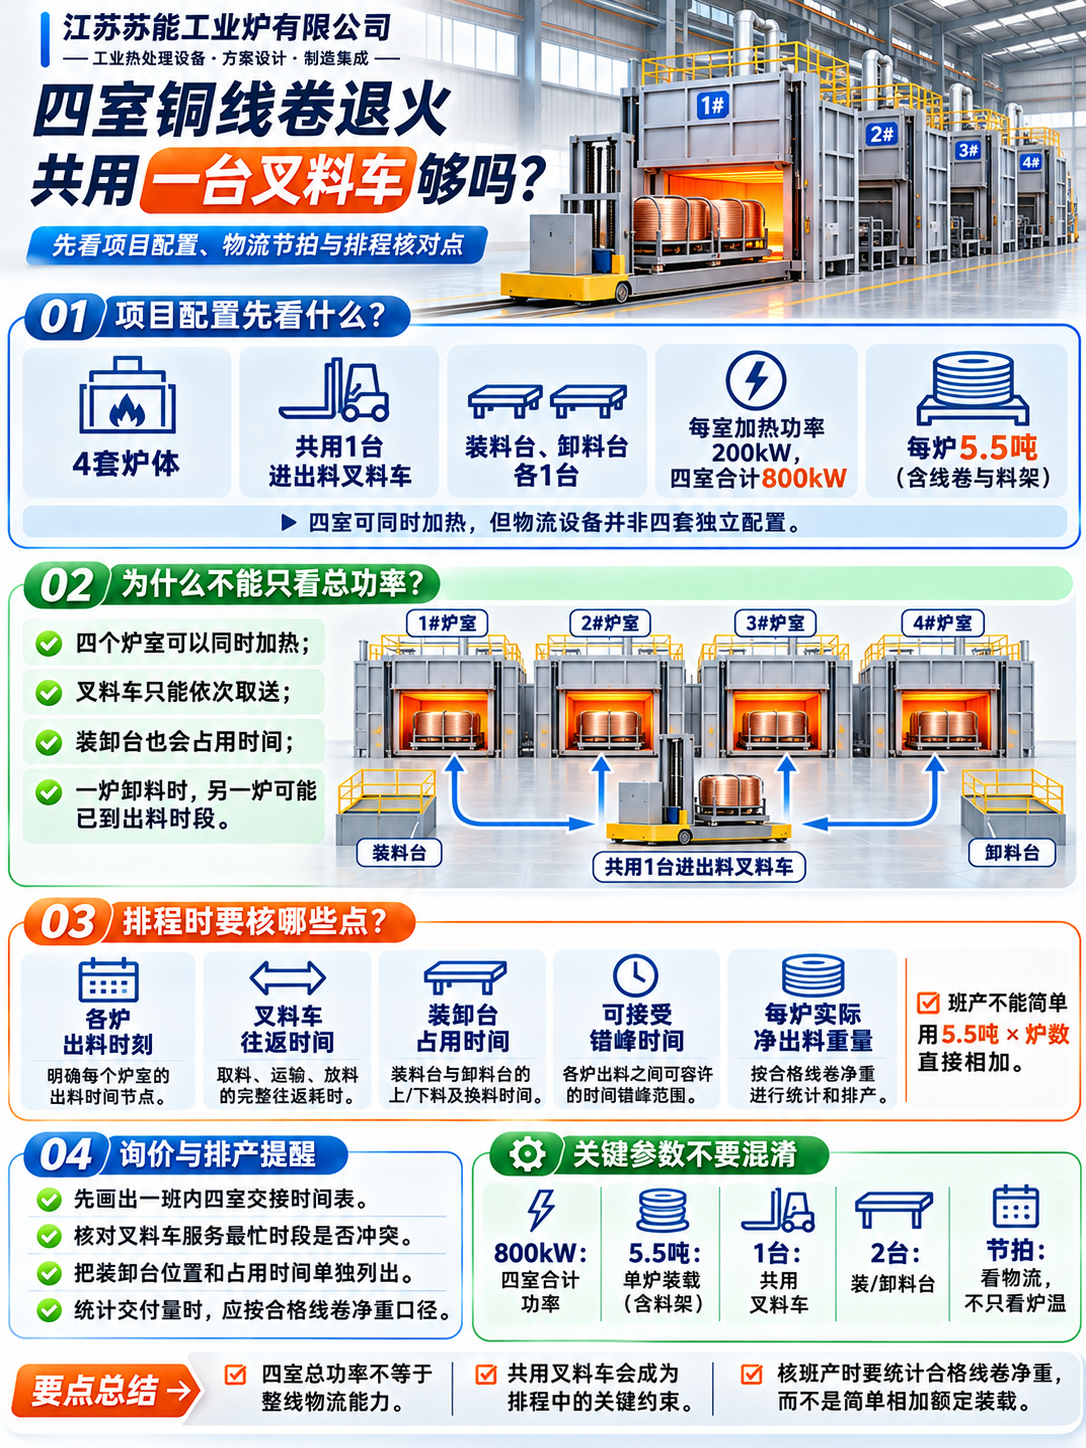 江苏苏能工业炉有限公司
— 工业热处理设备 · 方案设计 · 制造集成 —
四室铜线卷退火
共用一台叉料车够吗?
先看项目配置、物流节拍与排程核对点
1#
2#
3#
4#
01 项目配置先看什么?
4套炉体
共用1台
进出料叉料车
装料台、卸料台
各1台
每室加热功率
200kW,
四室合计800kW
每炉5.5吨
(含线卷与料架)
▶ 四室可同时加热, 但物流设备并非四套独立配置。
02 为什么不能只看总功率?
四个炉室可以同时加热;
叉料车只能依次取送;
装卸台也会占用时间;
一炉卸料时, 另一炉可能
已到出料时段。
1#炉室
2#炉室
3#炉室
4#炉室
装料台
共用1台进出料叉料车
卸料台
03 排程时要核哪些点?
各炉
出料时刻
明确每个炉室的
出料时间节点。
叉料车
往返时间
取料、运输、放料
的完整往返耗时。
装卸台
占用时间
装料台与卸料台的
上/下料及换料时间。
可接受
错峰时间
各炉出料之间可容许
的时间错峰范围。
每炉实际
净出料重量
按合格线卷净重
进行统计和排产。
班产不能简单
用5.5吨 × 炉数
直接相加。
04 询价与排产提醒
先画出一班内四室交接时间表。
核对叉料车服务最忙时段是否冲突。
把装卸台位置和占用时间单独列出。
统计交付量时, 应按合格线卷净重口径。
关键参数不要混淆
800kW:
四室合计
功率
5.5吨:
单炉装载
(含料架)
1台:
共用
叉料车
2台:
装/卸料台
节拍:
看物流,
不只看炉温
要点总结→
四室总功率不等于
整线物流能力。
共用叉料车会成为
排程中的关键约束。
核班产时要统计合格线卷净重,
而不是简单相加额定装载。